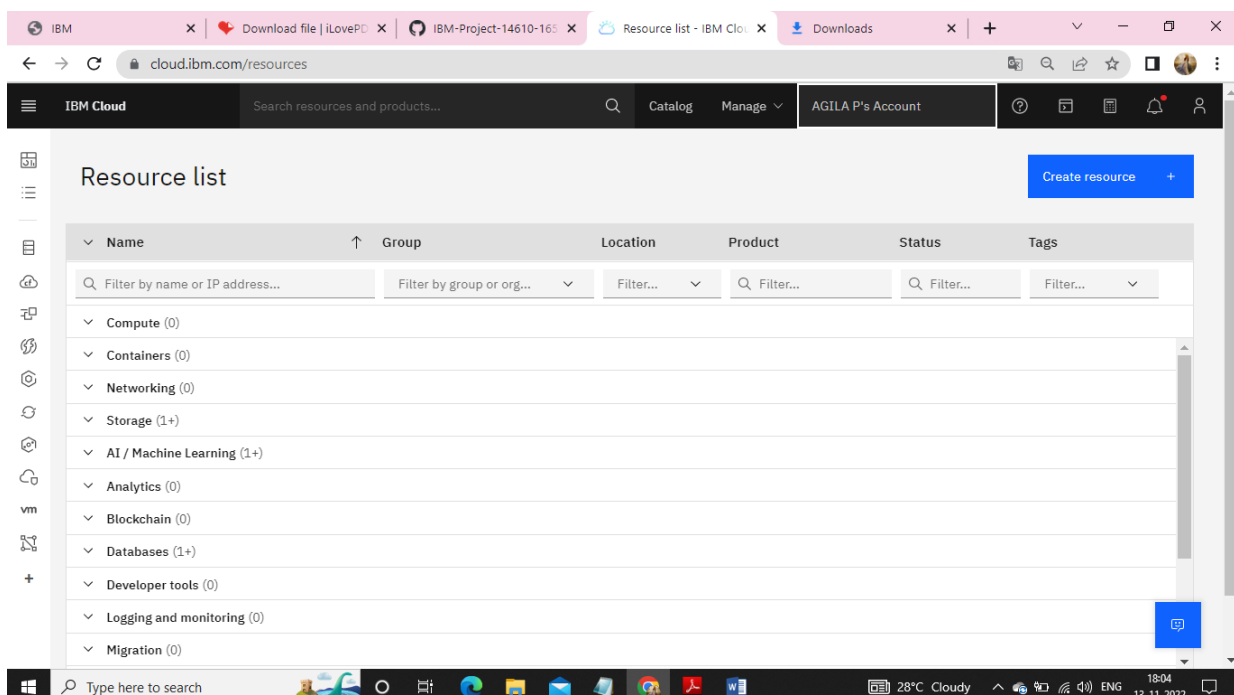 IBM Download file | iLovePD IBM-Project-14610-165 Resource list - IBM Clou Downloads
cloud.ibm.com/resources
IBM Cloud Search resources and products... Catalog Manage AGILA P's Account
Resource list
Create resource +
Name Group Location Product Status Tags
Filter by name or IP address... Filter by group or org... Filter... Filter... Filter... Filter...
Compute (0)
Containers (0)
Networking (0)
Storage (1+)
AI / Machine Learning (1+)
Analytics (0)
vm
Blockchain (0)
Databases (1+)
Developer tools (0)
Logging and monitoring (0)
Migration (0)
Type here to search
28°C Cloudy ENG 18:04
13-11-2022